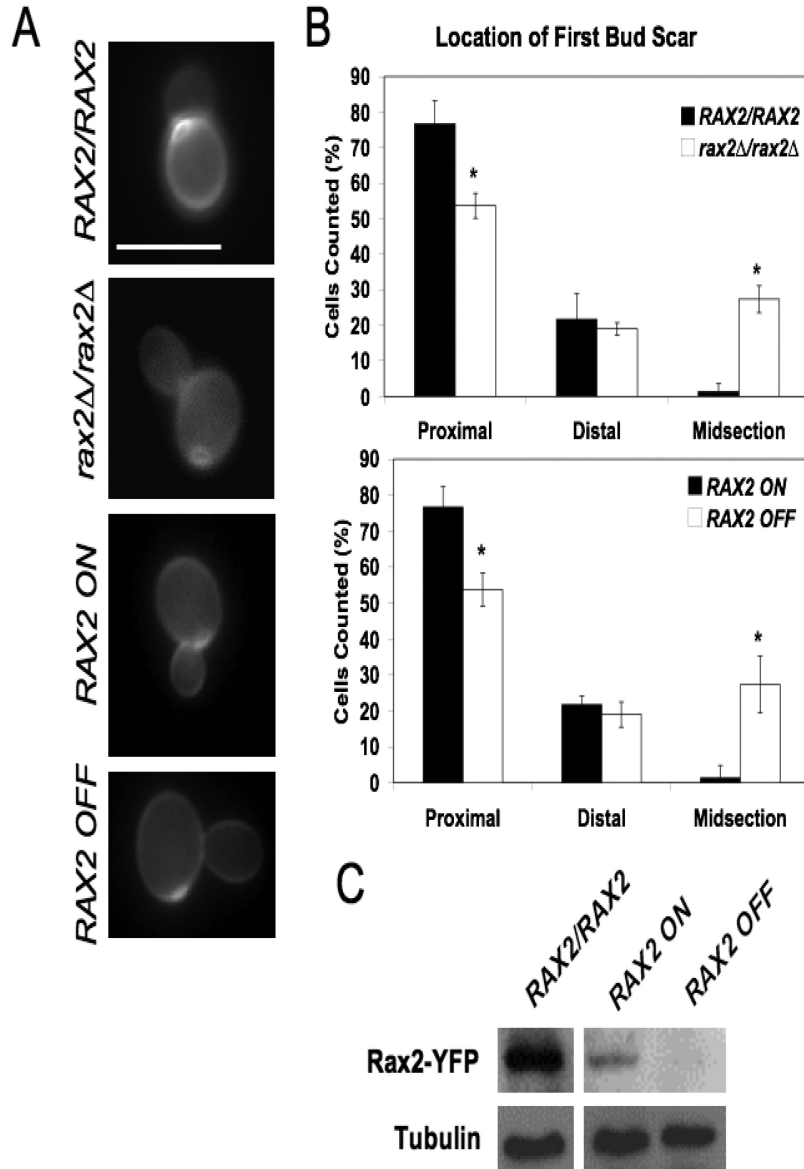 A
RAX2/RAX2
rax2Δ/rax2Δ
RAX2 ON
RAX2 OFF
B
Location of First Bud Scar
Cells Counted (%)
90
80
70
60
50
40
30
20
10
0
RAX2/RAX2
rax2Δ/rax2Δ
*
*
Proximal
Distal
Midsection
Cells Counted (%)
90
80
70
60
50
40
30
20
10
0
RAX2 ON
RAX2 OFF
*
*
Proximal
Distal
Midsection
C
RAX2/RAX2
RAX2 ON
RAX2 OFF
Rax2-YFP
Tubulin